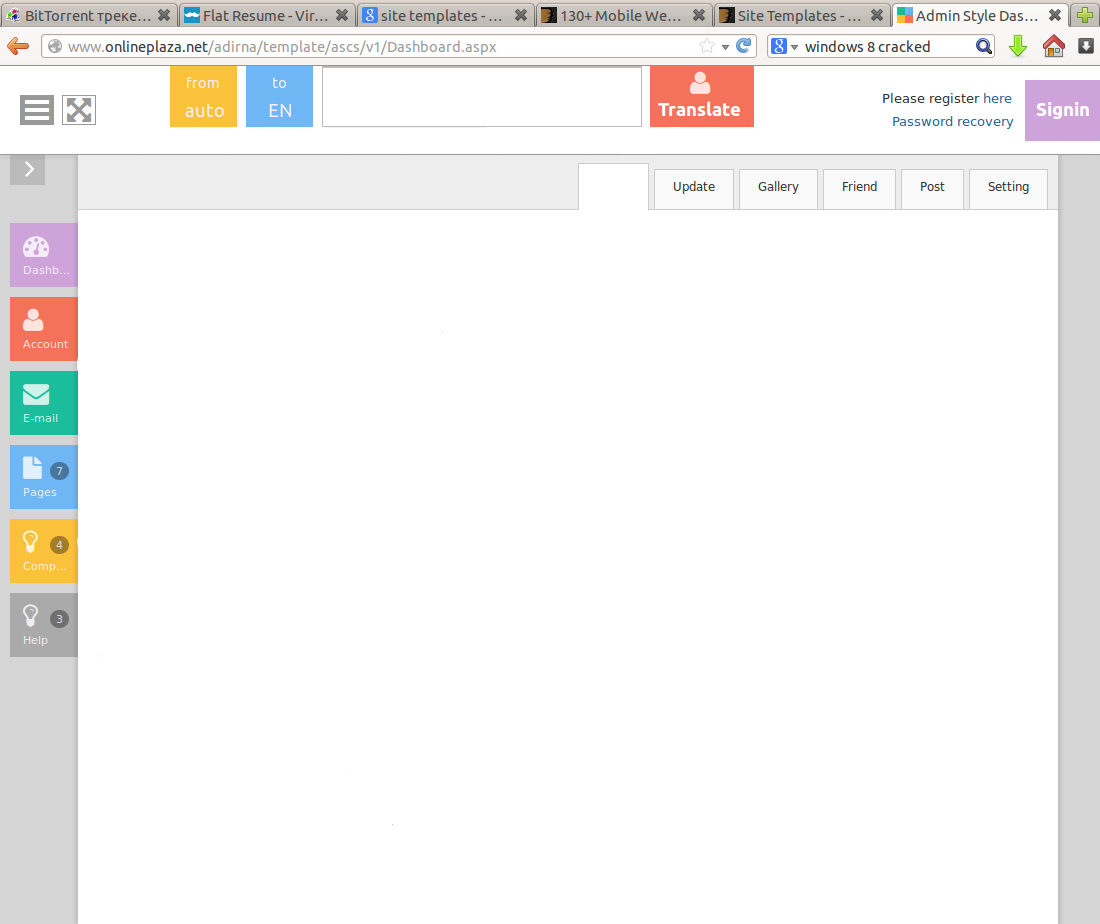 BitTorrent треке...
Flat Resume - Vir...
site templates - ...
130+ Mobile We...
Site Templates - ...
Admin Style Das...
www.onlineplaza.net/adirna/template/ascs/v1/Dashboard.aspx
windows 8 cracked
from
auto
to
EN
Translate
Please register here
Password recovery
Signin
Update
Gallery
Friend
Post
Setting
Dashb...
Account
E-mail
7
Pages
4
Comp...
3
Help